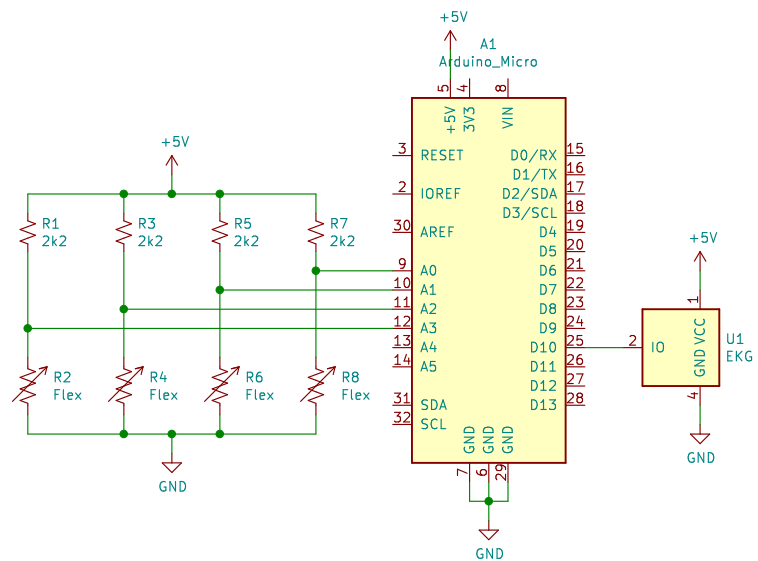 +5V
A1
Arduino_Micro
5 4 8
+5V 3V3 VIN
3 RESET D0/RX 15
D1/TX 16
2 IOREF D2/SDA 17
D3/SCL 18
30 AREF D4 19
D5 20
9 A0 D6 21
10 A1 D7 22
11 A2 D8 23
12 A3 D9 24
13 A4 D10 25
14 A5 D11 26
D12 27
31 SDA D13 28
32 SCL
GND GND GND
7 6 29
GND
+5V
R1
2k2
R3
2k2
R5
2k2
R7
2k2
R2
Flex
R4
Flex
R6
Flex
R8
Flex
GND
+5V
1
VCC
2 IO
GND
4
U1
EKG
GND